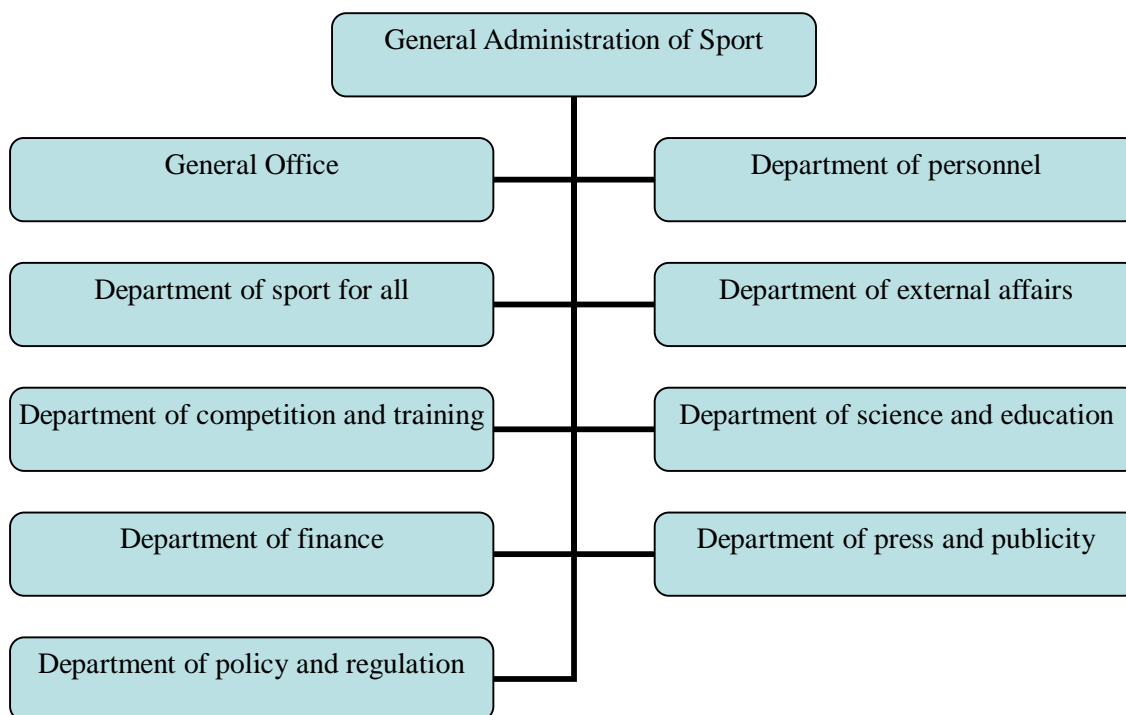 General Administration of Sport
General Office
Department of personnel
Department of sport for all
Department of external affairs
Department of competition and training
Department of science and education
Department of finance
Department of press and publicity
Department of policy and regulation